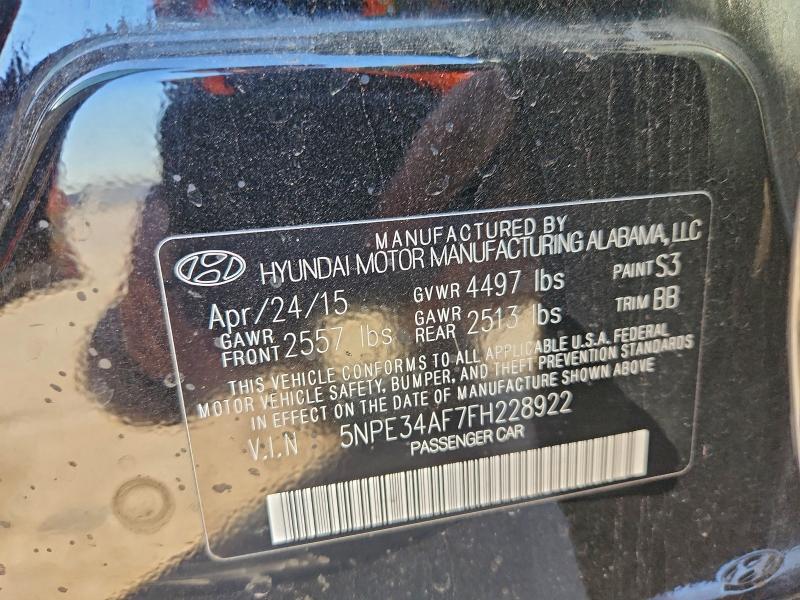 MANUFACTURED BY
HYUNDAI MOTOR MANUFACTURING ALABAMA, LLC
Apr/24/15 GVWR 4497 lbs PAINT S3
GAWR FRONT 2557 lbs GAWR REAR 2513 lbs TRIM BB
THIS VEHICLE CONFORMS TO ALL APPLICABLE U.S.A. FEDERAL
MOTOR VEHICLE SAFETY, BUMPER, AND THEFT PREVENTION STANDARDS
IN EFFECT ON THE DATE OF MANUFACTURE SHOWN ABOVE
V.I.N 5NPE34AF7FH228922
PASSENGER CAR